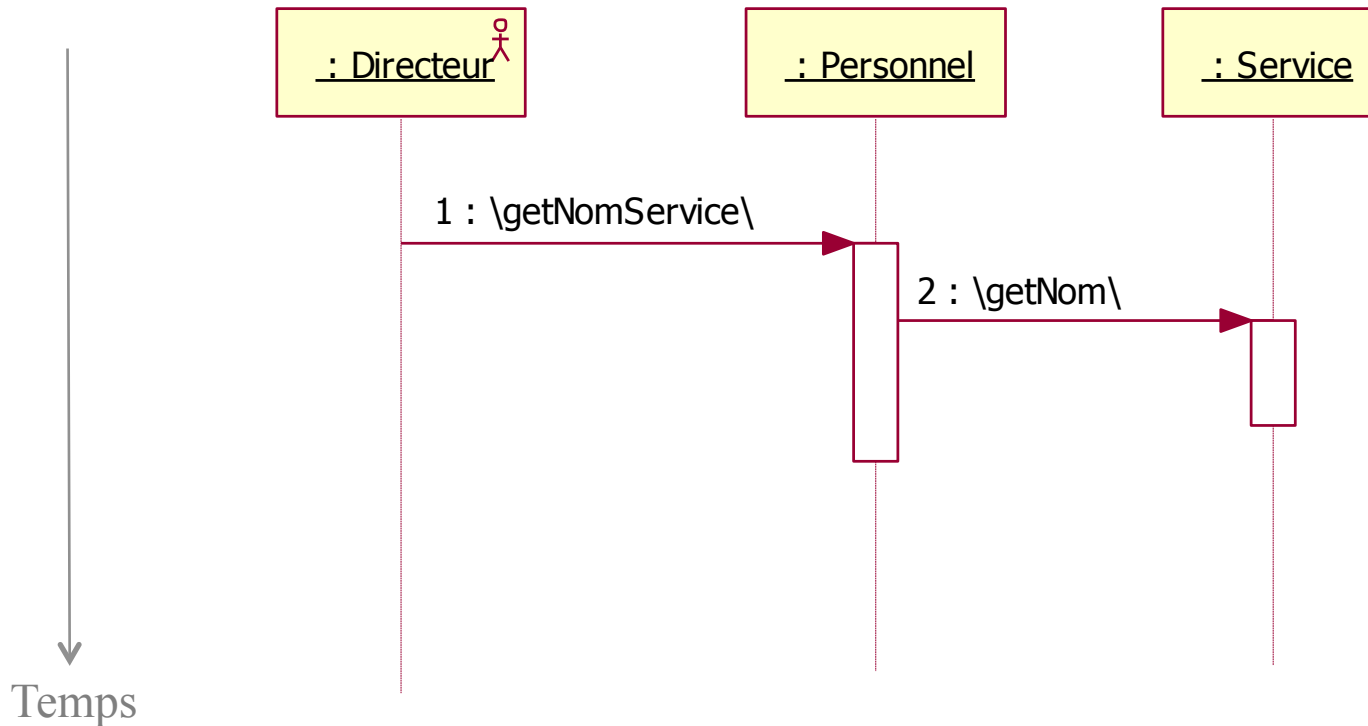 : Directeur
: Personnel
: Service
1 : \getNomService\
2 : \getNom\
Temps